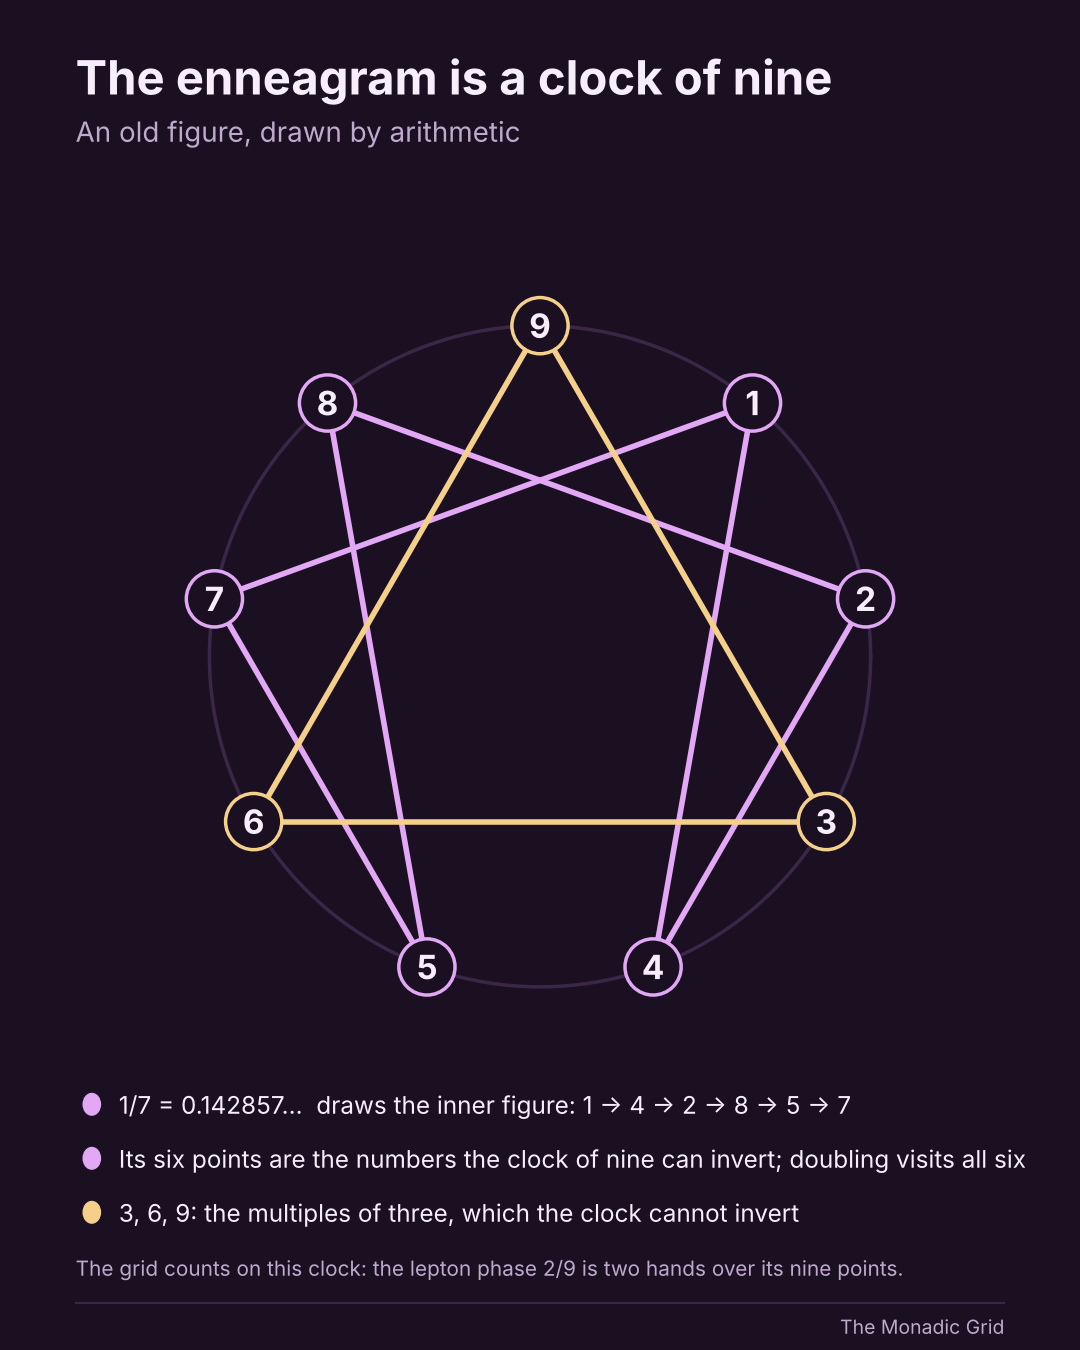 The enneagram is a clock of nine
An old figure, drawn by arithmetic
9
8
1
7
2
6
3
5
4
1/7 = 0.142857... draws the inner figure: 1 → 4 → 2 → 8 → 5 → 7
Its six points are the numbers the clock of nine can invert; doubling visits all six
3, 6, 9: the multiples of three, which the clock cannot invert
The grid counts on this clock: the lepton phase 2/9 is two hands over its nine points.
The Monadic Grid